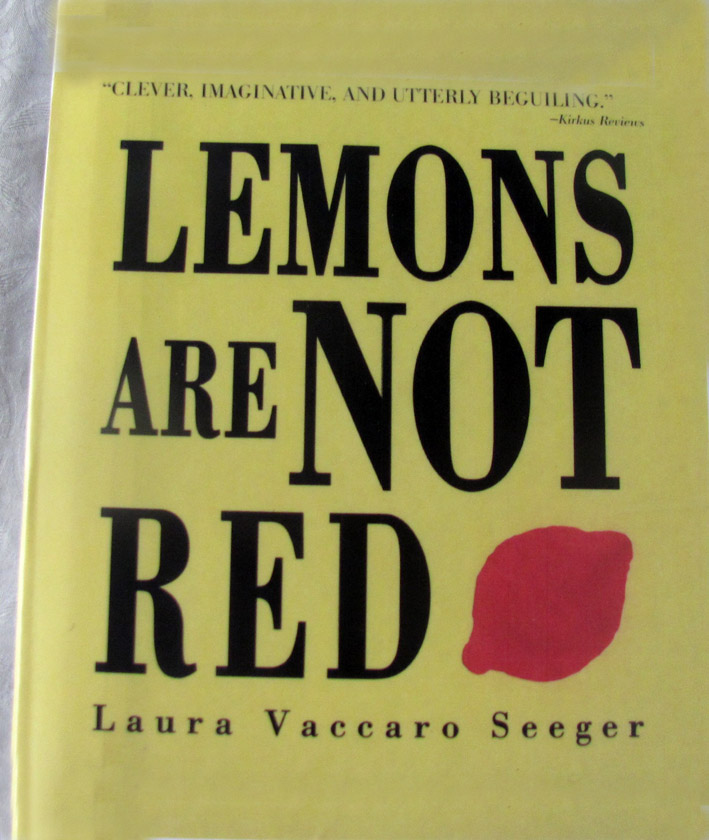 “CLEVER, IMAGINATIVE, AND UTTERLY BEGUILING.”
—Kirkus Reviews
LEMONS
ARE NOT
RED
Laura Vaccaro Seeger